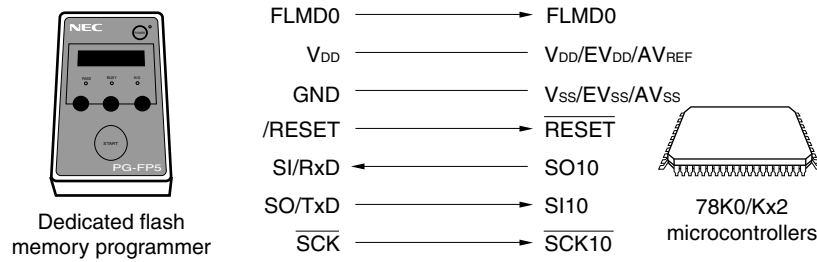 NEC
POWER
PASS BUSY N.G
START
PG-FP5
Dedicated flash
memory programmer
FLMD0 FLMD0
VDD VDD/EVDD/AVREF
GND VSS/EVSS/AVSS
/RESET RESET
SI/RxD SO10
SO/TxD SI10
SCK SCK10
78K0/Kx2
microcontrollers